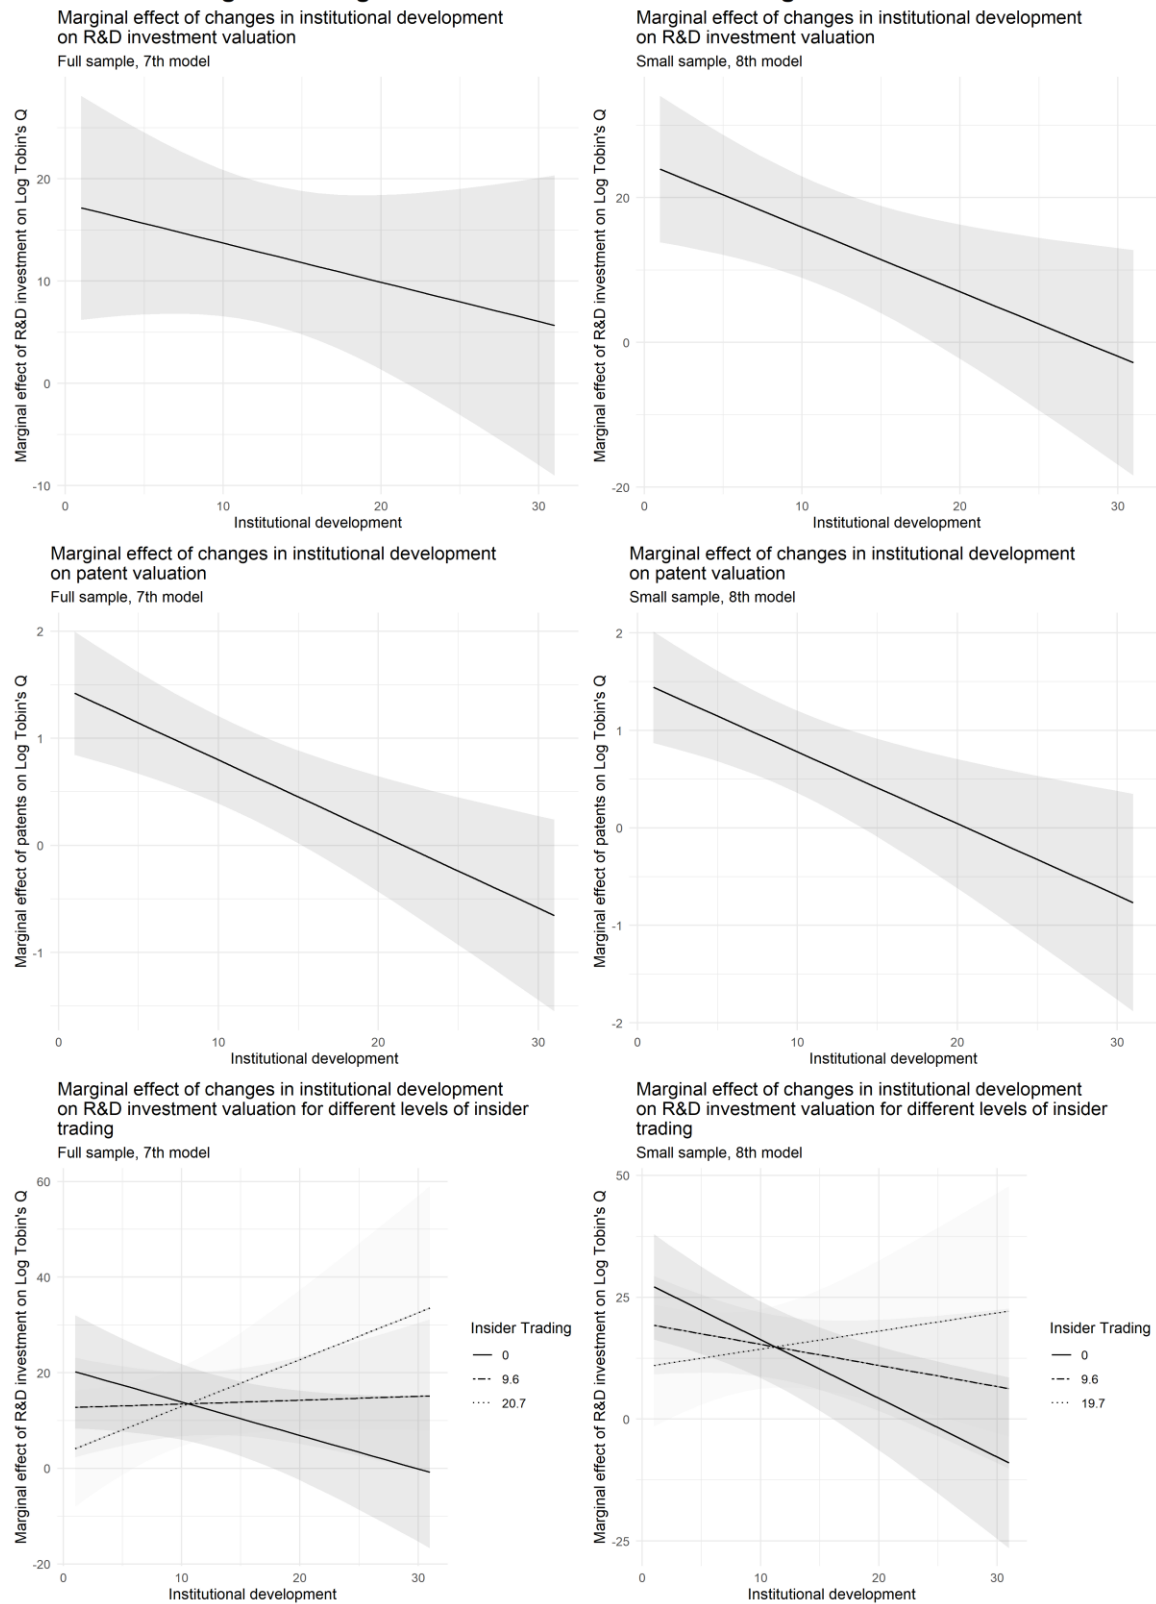 Marginal effect of changes in institutional development
on R&D investment valuation
Full sample, 7th model
Marginal effect of R&D investment on Log Tobin's Q
20
10
0
-10
0 10 20 30
Institutional development
Marginal effect of changes in institutional development
on R&D investment valuation
Small sample, 8th model
Marginal effect of R&D investment on Log Tobin's Q
20
0
-20
0 10 20 30
Institutional development
Marginal effect of changes in institutional development
on patent valuation
Full sample, 7th model
Marginal effect of patents on Log Tobin's Q
2
1
0
-1
0 10 20 30
Institutional development
Marginal effect of changes in institutional development
on patent valuation
Small sample, 8th model
Marginal effect of patents on Log Tobin's Q
2
1
0
-1
-2
0 10 20 30
Institutional development
Marginal effect of changes in institutional development
on R&D investment valuation for different levels of insider
trading
Full sample, 7th model
Marginal effect of R&D investment on Log Tobin's Q
60
40
20
0
-20
0 10 20 30
Institutional development
Insider Trading
0
9.6
20.7
Marginal effect of changes in institutional development
on R&D investment valuation for different levels of insider
trading
Small sample, 8th model
Marginal effect of R&D investment on Log Tobin's Q
50
25
0
-25
0 10 20 30
Institutional development
Insider Trading
0
9.6
19.7